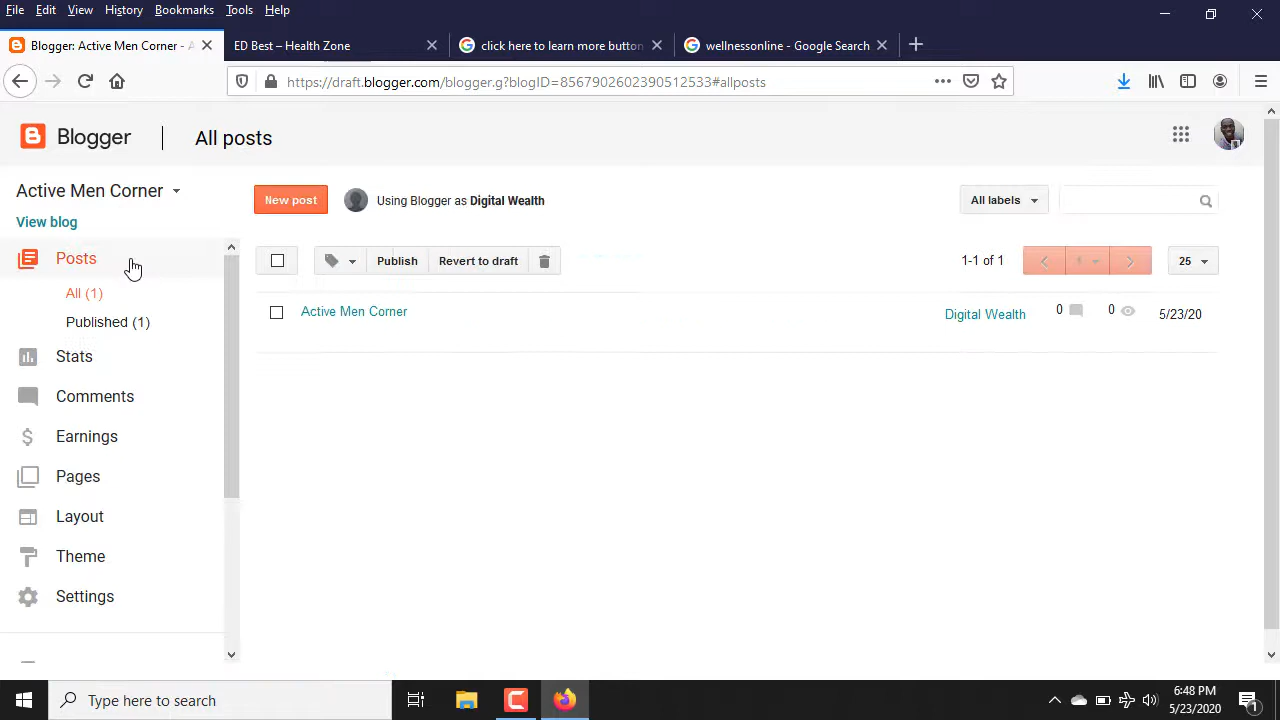 File Edit View History Bookmarks Tools Help
Blogger: Active Men Corner - A
ED Best – Health Zone
click here to learn more button
wellnessonline - Google Search
https://draft.blogger.com/blogger.g?blogID=8567902602390512533#allposts
Blogger All posts
Active Men Corner
New post Using Blogger as Digital Wealth All labels
View blog
Posts
Publish Revert to draft 1-1 of 1 1 25
All (1)
Active Men Corner Digital Wealth 0 0 5/23/20
Published (1)
Stats
Comments
Earnings
Pages
Layout
Theme
Settings
Type here to search
6:48 PM
5/23/2020
1